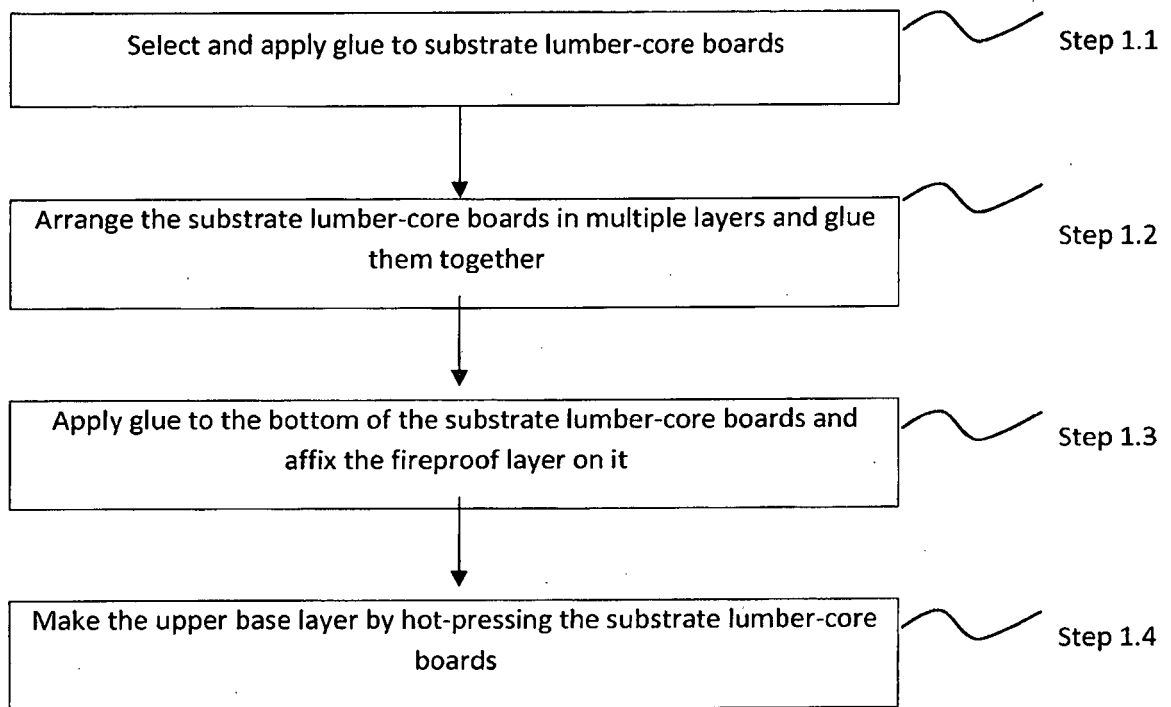 Select and apply glue to substrate lumber-core boards
Step 1.1
Arrange the substrate lumber-core boards in multiple layers and glue
them together
Step 1.2
Apply glue to the bottom of the substrate lumber-core boards and
affix the fireproof layer on it
Step 1.3
Make the upper base layer by hot-pressing the substrate lumber-core
boards
Step 1.4